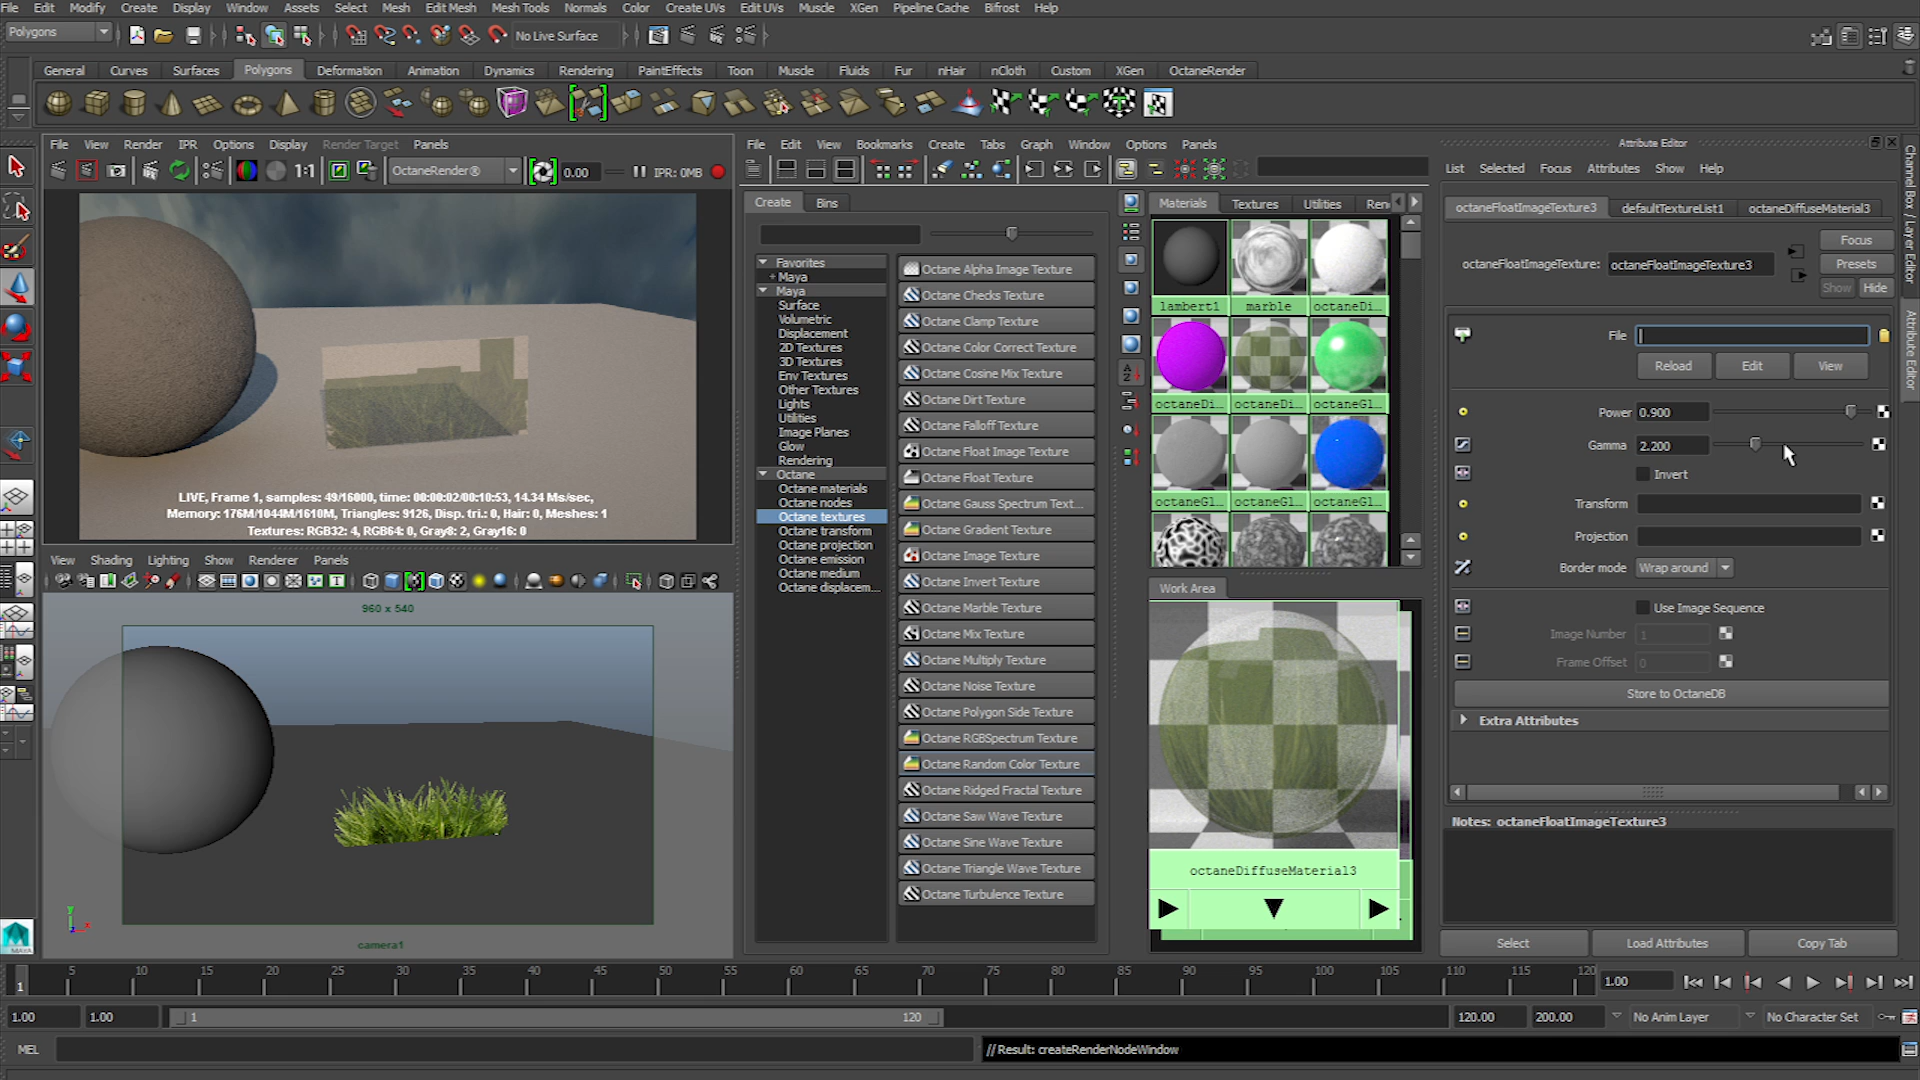 File Edit Modify Create Display Window Assets Select Mesh Edit Mesh Mesh Tools Normals Color Create UVs Edit UVs Muscle XGen Pipeline Cache Bifrost Help
Polygons
No Live Surface
General Curves Surfaces Polygons Deformation Animation Dynamics Rendering PaintEffects Toon Muscle Fluids Fur nHair nCloth Custom XGen OctaneRender
File View Render IPR Options Display Render Target Panels
1:1 OctaneRender® 0.00 IPR: 0MB
LIVE, Frame 1, samples: 49/16000, time: 00:00:02/00:10:53, 14.34 Ms/sec,
Memory: 176M/1044M/1610M, Triangles: 9126, Disp. tri.: 0, Hair: 0, Meshes: 1
Textures: RGB32: 4, RGB64: 0, Gray8: 2, Gray16: 0
View Shading Lighting Show Renderer Panels
960 x 540
camera1
File Edit View Bookmarks Create Tabs Graph Window Options Panels
Create Bins
Favorites
+ Maya
Maya
Surface
Volumetric
Displacement
2D Textures
3D Textures
Env Textures
Other Textures
Lights
Utilities
Image Planes
Glow
Rendering
Octane
Octane materials
Octane nodes
Octane textures
Octane transform
Octane projection
Octane emission
Octane medium
Octane displacem...
Octane Alpha Image Texture
Octane Checks Texture
Octane Clamp Texture
Octane Color Correct Texture
Octane Cosine Mix Texture
Octane Dirt Texture
Octane Falloff Texture
Octane Float Image Texture
Octane Float Texture
Octane Gauss Spectrum Text...
Octane Gradient Texture
Octane Image Texture
Octane Invert Texture
Octane Marble Texture
Octane Mix Texture
Octane Multiply Texture
Octane Noise Texture
Octane Polygon Side Texture
Octane RGBSpectrum Texture
Octane Random Color Texture
Octane Ridged Fractal Texture
Octane Saw Wave Texture
Octane Sine Wave Texture
Octane Triangle Wave Texture
Octane Turbulence Texture
Materials Textures Utilities Ren
lambert1 marble octaneDi...
octaneDi... octaneDi... octaneGl...
octaneGl... octaneGl... octaneGl...
Work Area
octaneDiffuseMaterial3
Attribute Editor
List Selected Focus Attributes Show Help
octaneFloatImageTexture3 defaultTextureList1 octaneDiffuseMaterial3
octaneFloatImageTexture: octaneFloatImageTexture3
Focus
Presets
Show Hide
File
Reload Edit View
Power 0.900
Gamma 2.200
Invert
Transform
Projection
Border mode Wrap around
Use Image Sequence
Image Number 1
Frame Offset 0
Store to OctaneDB
Extra Attributes
Notes: octaneFloatImageTexture3
Select Load Attributes Copy Tab
Channel Box / Layer Editor
Attribute Editor
1 5 10 15 20 25 30 35 40 45 50 55 60 65 70 75 80 85 90 95 100 105 110 115 120 1.00
1.00 1.00 1 120 120.00 200.00 No Anim Layer No Character Set
MEL // Result: createRenderNodeWindow